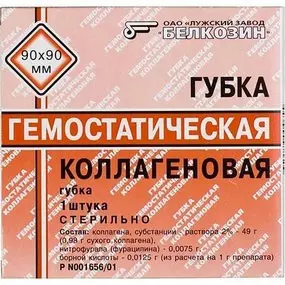 90x90
мм
ОАО «ЛУЖСКИЙ ЗАВОД
БЕЛКОЗИН»
ГУБКА
ГЕМОСТАТИЧЕСКАЯ
КОЛЛАГЕНОВАЯ
губка
1 штука
СТЕРИЛЬНО
Состав: коллагена, субстанции, раствора 2% - 49 г
(0,98 г сухого коллагена),
нитрофурала (фурацилина) - 0,0075 г,
борной кислоты - 0,0125 г (из расчета на 1 г препарата)
Р N001656/01